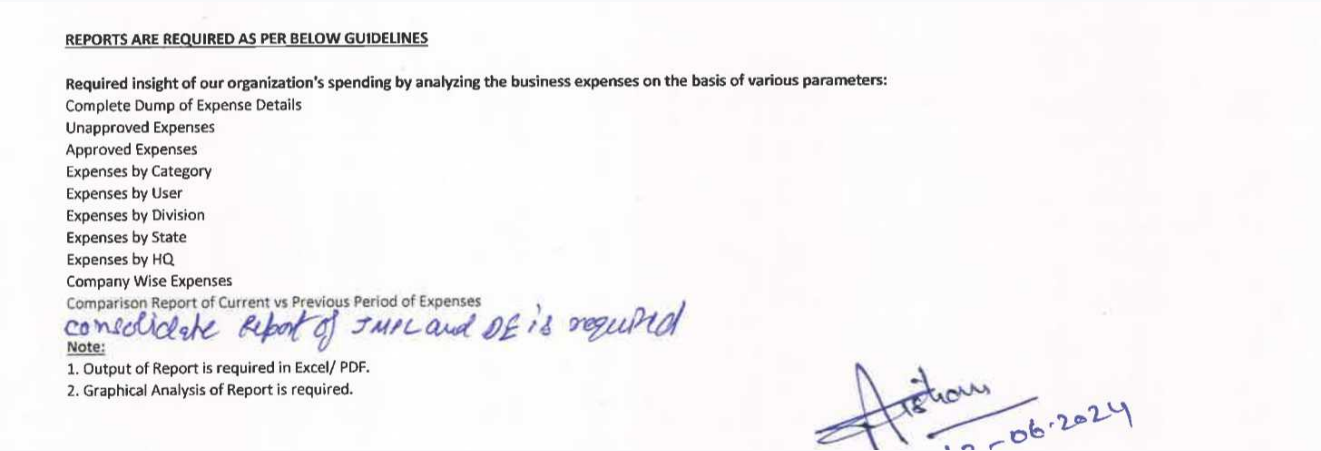 REPORTS ARE REQUIRED AS PER BELOW GUIDELINES
Required insight of our organization's spending by analyzing the business expenses on the basis of various parameters:
Complete Dump of Expense Details
Unapproved Expenses
Approved Expenses
Expenses by Category
Expenses by User
Expenses by Division
Expenses by State
Expenses by HQ
Company Wise Expenses
Comparison Report of Current vs Previous Period of Expenses
consolidate Report of JMPL and DE is required
Note:
1. Output of Report is required in Excel/ PDF.
2. Graphical Analysis of Report is required.
-06-2024